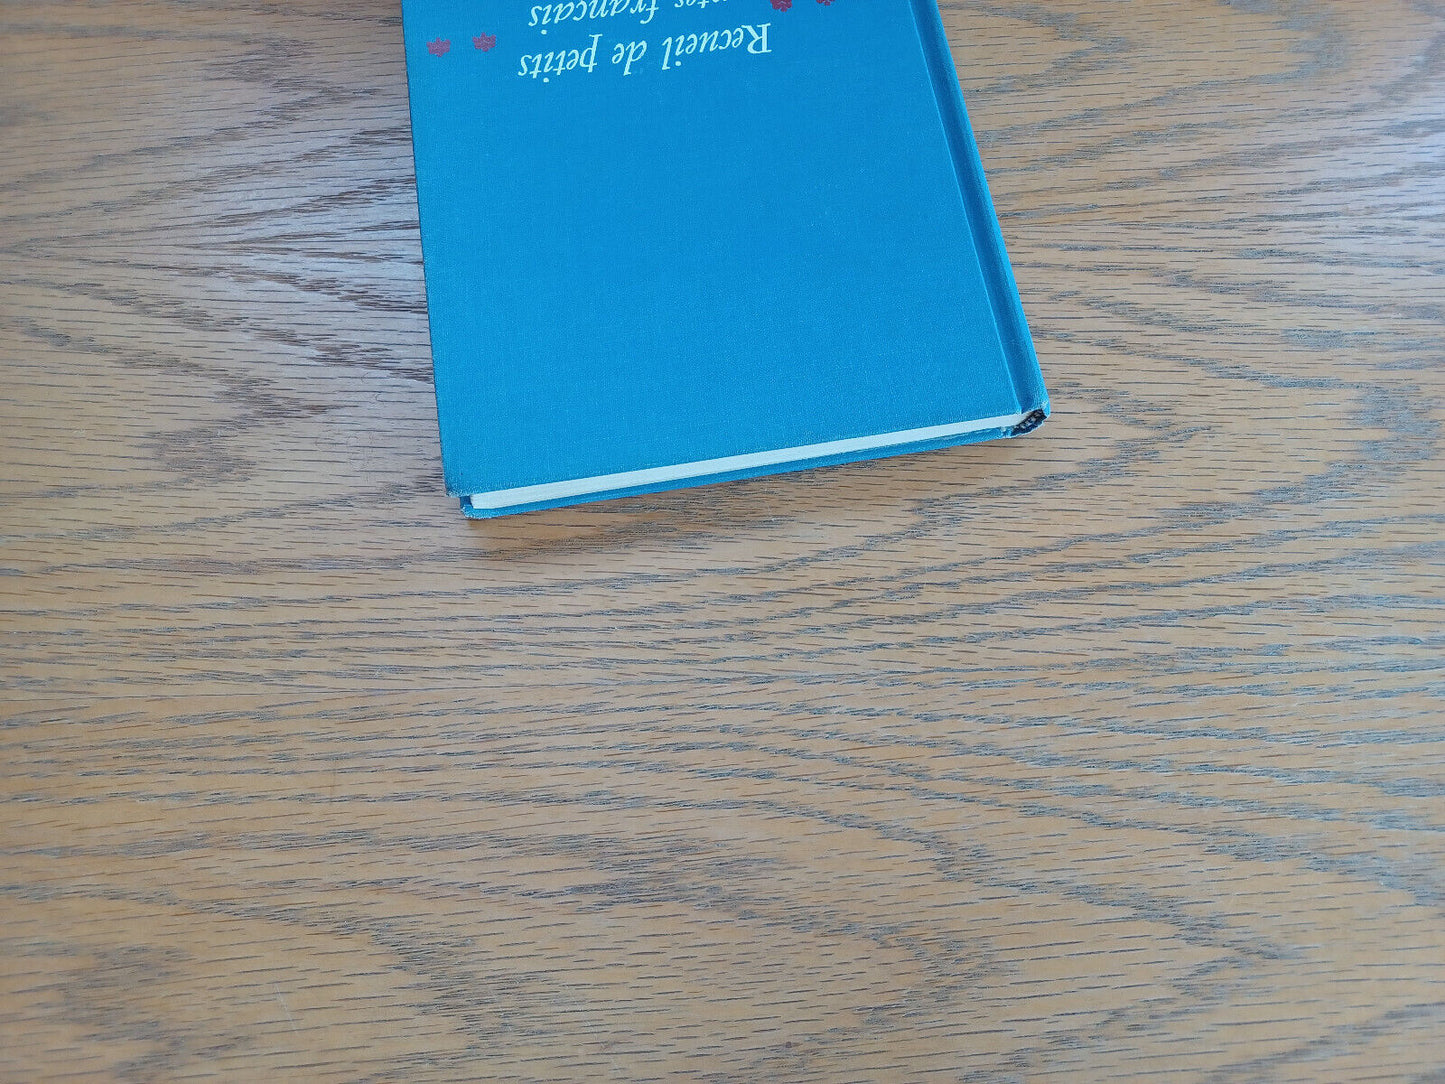 Recueil de petits
français